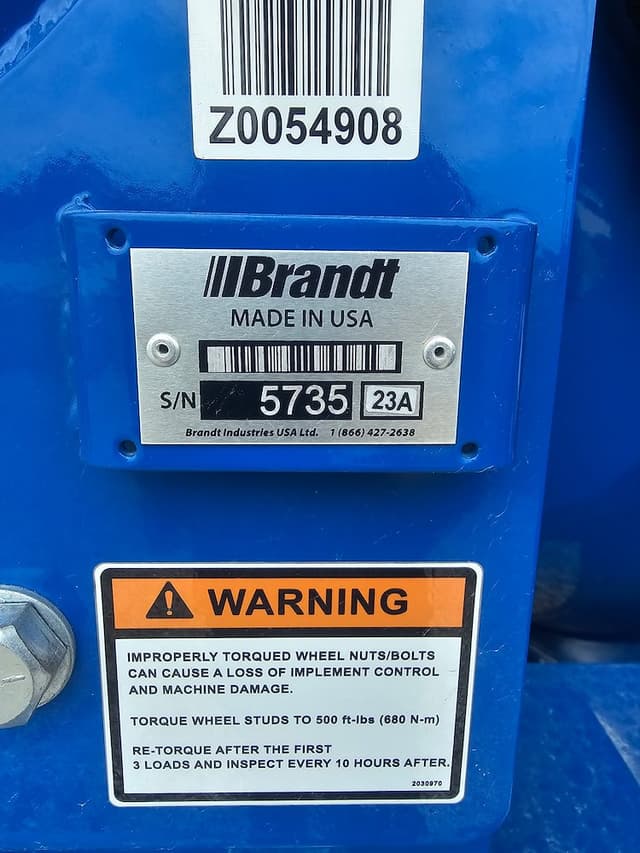 Z0054908
Brandt
MADE IN USA
S/N 5735 23A
Brandt Industries USA Ltd. 1 (866) 427-2638
WARNING
IMPROPERLY TORQUED WHEEL NUTS/BOLTS
CAN CAUSE A LOSS OF IMPLEMENT CONTROL
AND MACHINE DAMAGE.
TORQUE WHEEL STUDS TO 500 ft-lbs (680 N-m)
RE-TORQUE AFTER THE FIRST
3 LOADS AND INSPECT EVERY 10 HOURS AFTER.
2030970